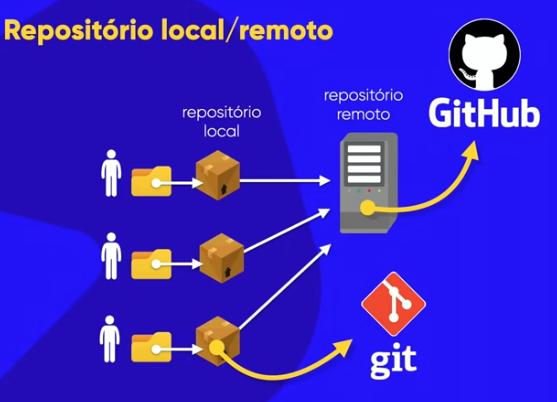 Repositório local/remoto
GitHub
repositório
remoto
repositório
local
git